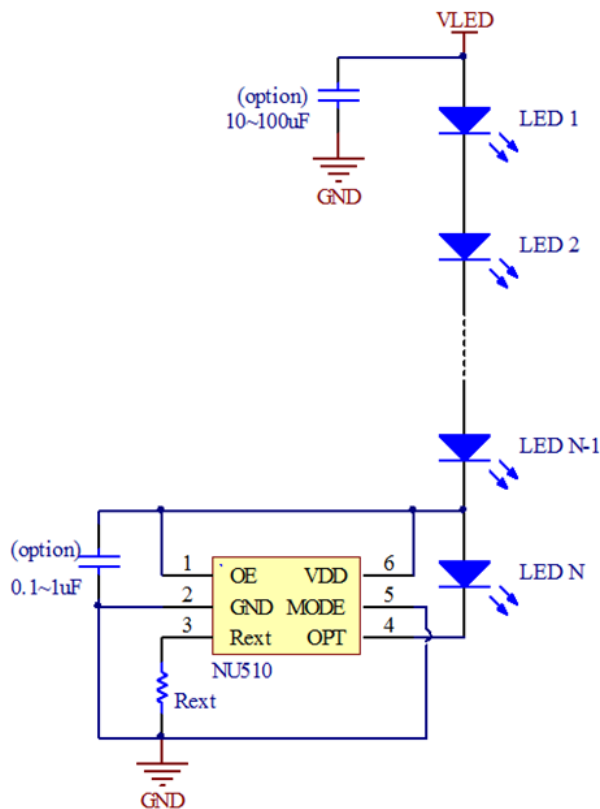 VLED
(option)
10~100uF
GND
LED 1
LED 2
LED N-1
(option)
0.1~1uF
1 OE VDD 6
2 GND MODE 5
3 Rext OPT 4
NU510
LED N
Rext
GND